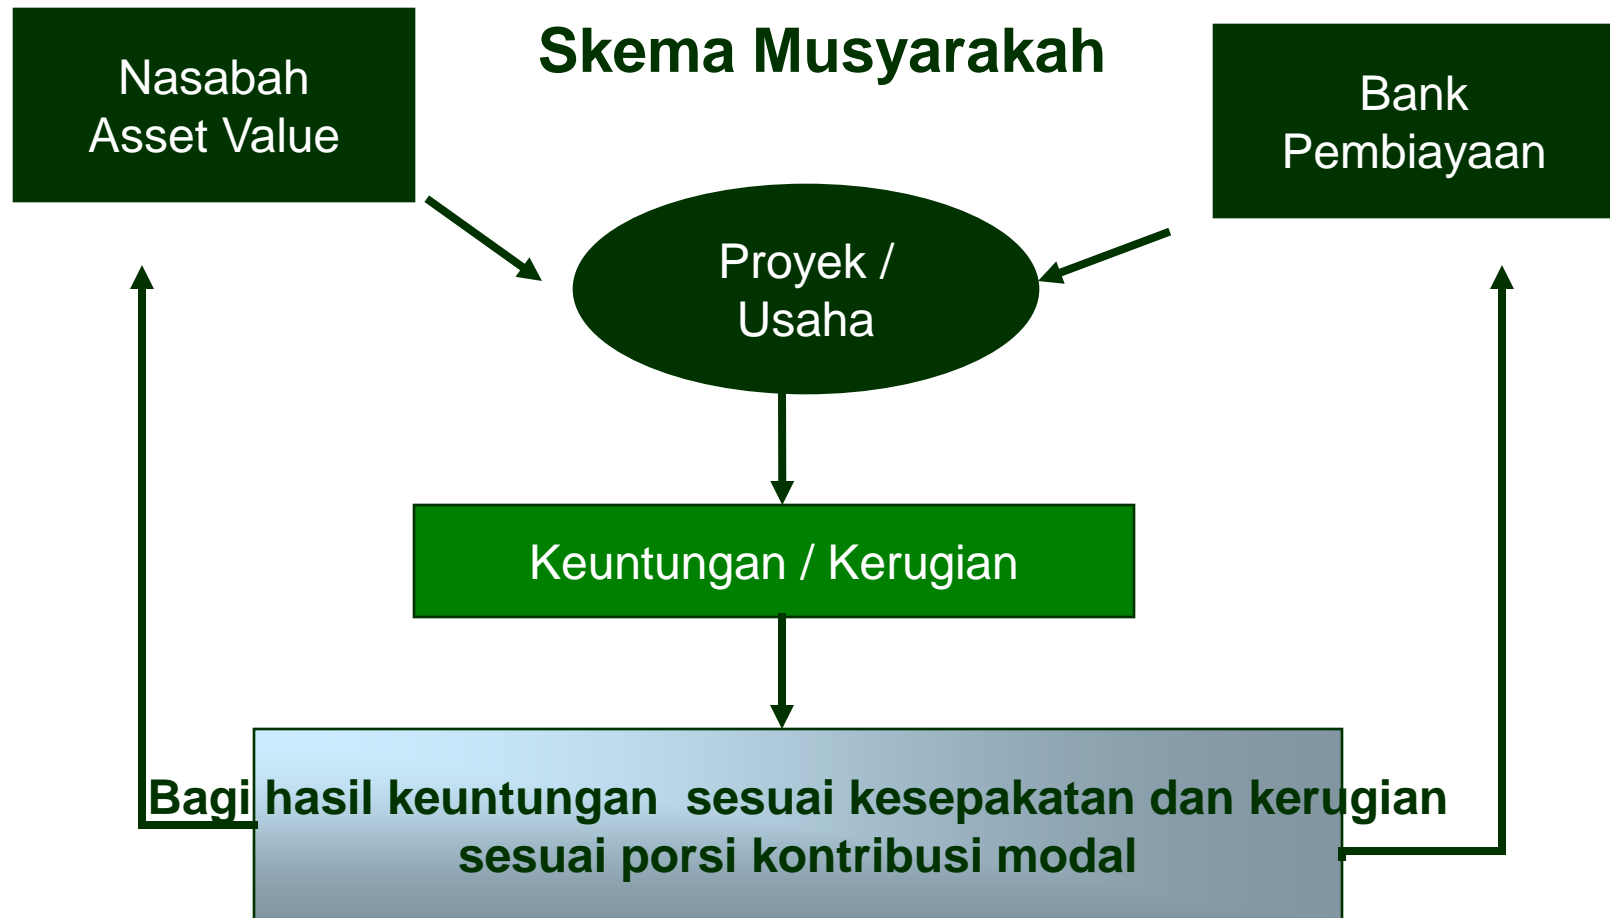 Skema Musyarakah
Nasabah
Asset Value
Bank
Pembiayaan
Proyek /
Usaha
Keuntungan / Kerugian
Bagi hasil keuntungan  sesuai kesepakatan dan kerugian
sesuai porsi kontribusi modal